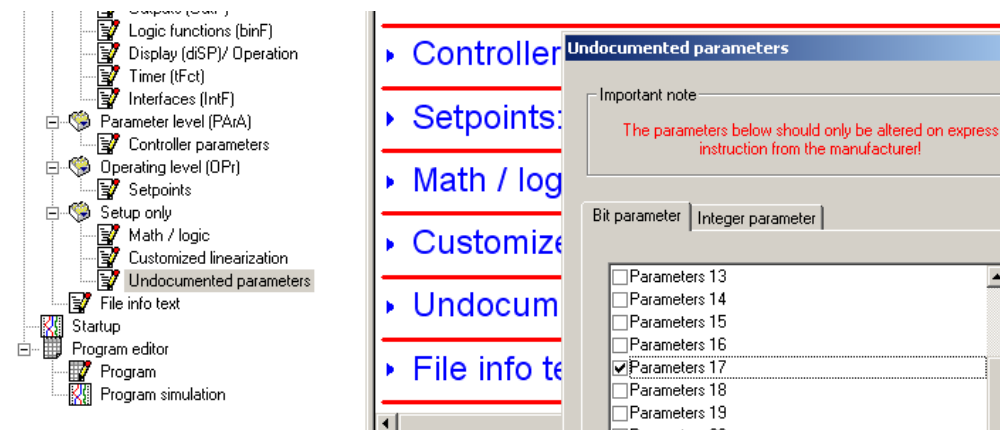 Logic functions (binF)
Display (diSP)/ Operation
Timer (tFct)
Interfaces (IntF)
Parameter level (PArA)
Controller parameters
Operating level (OPr)
Setpoints
Setup only
Math / logic
Customized linearization
Undocumented parameters
File info text
Startup
Program editor
Program
Program simulation
Controller
Setpoints:
Math / log
Customize
Undocum
File info te
Undocumented parameters
Important note
The parameters below should only be altered on express
instruction from the manufacturer!
Bit parameter
Integer parameter
Parameters 13
Parameters 14
Parameters 15
Parameters 16
Parameters 17
Parameters 18
Parameters 19